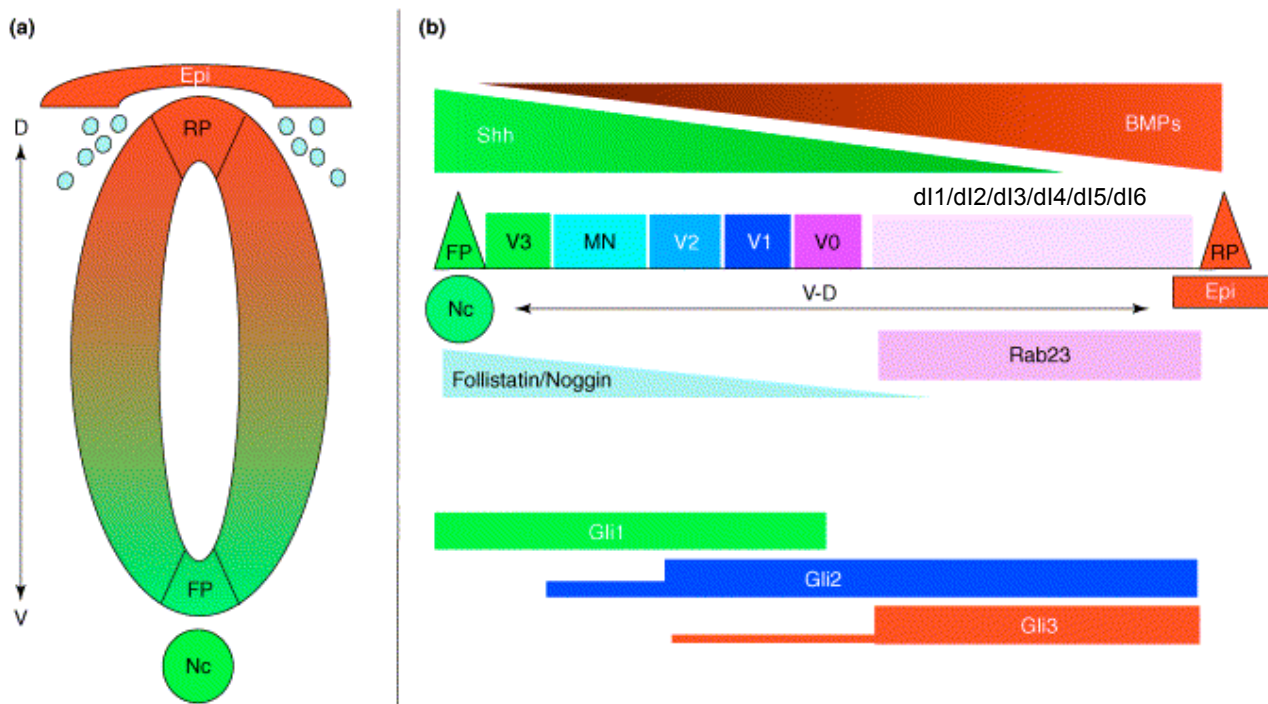 (a)
Epi
D
RP
FP
V
Nc
(b)
Shh
BMPs
dI1/dI2/dI3/dI4/dI5/dI6
FP
V3
MN
V2
V1
V0
RP
Nc
V-D
Epi
Rab23
Follistatin/Noggin
Gli1
Gli2
Gli3